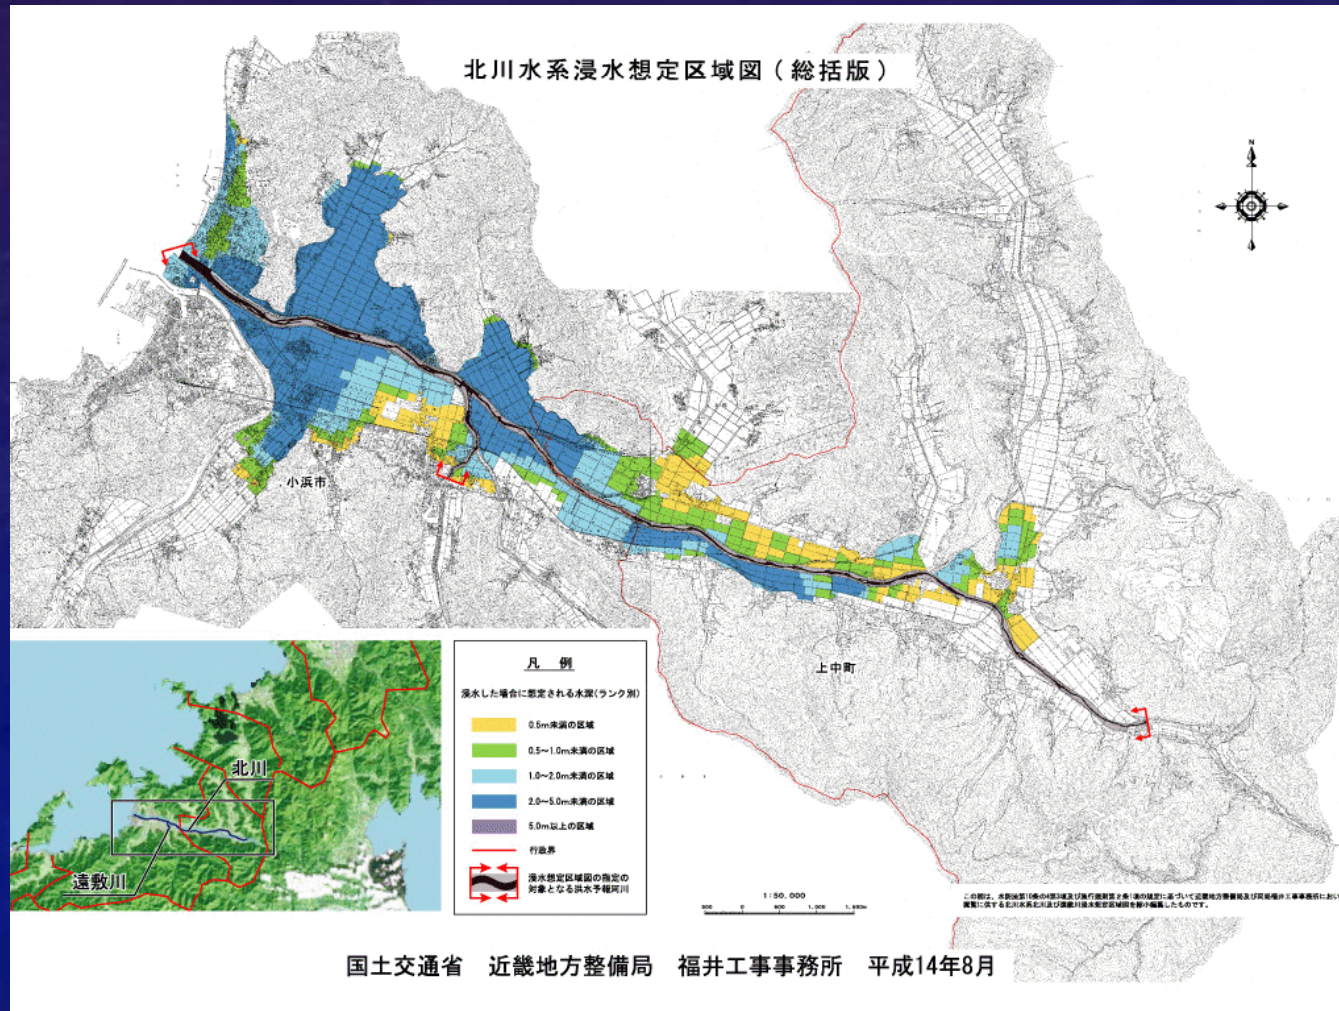 北川水系浸水想定区域図(総括版)
N
小浜市
上中町
北川
遠敷川
凡 例
浸水した場合に想定される水深(ランク別)
0.5m未満の区域
0.5~1.0m未満の区域
1.0~2.0m未満の区域
2.0~5.0m未満の区域
5.0m以上の区域
行政界
浸水想定区域図の指定の
対象となる洪水予報河川
1:50,000
500 0 500 1,000 1,500m
国土交通省 近畿地方整備局 福井工事事務所 平成14年8月